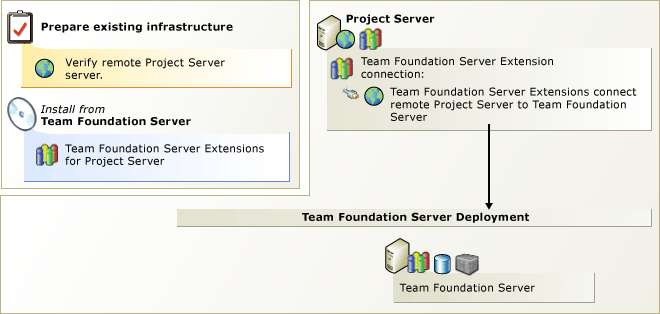 Prepare existing infrastructure
Verify remote Project Server
server.
Install from
Team Foundation Server
Team Foundation Server Extensions
for Project Server
Project Server
Team Foundation Server Extension
connection:
Team Foundation Server Extensions connect
remote Project Server to Team Foundation
Server
Team Foundation Server Deployment
Team Foundation Server